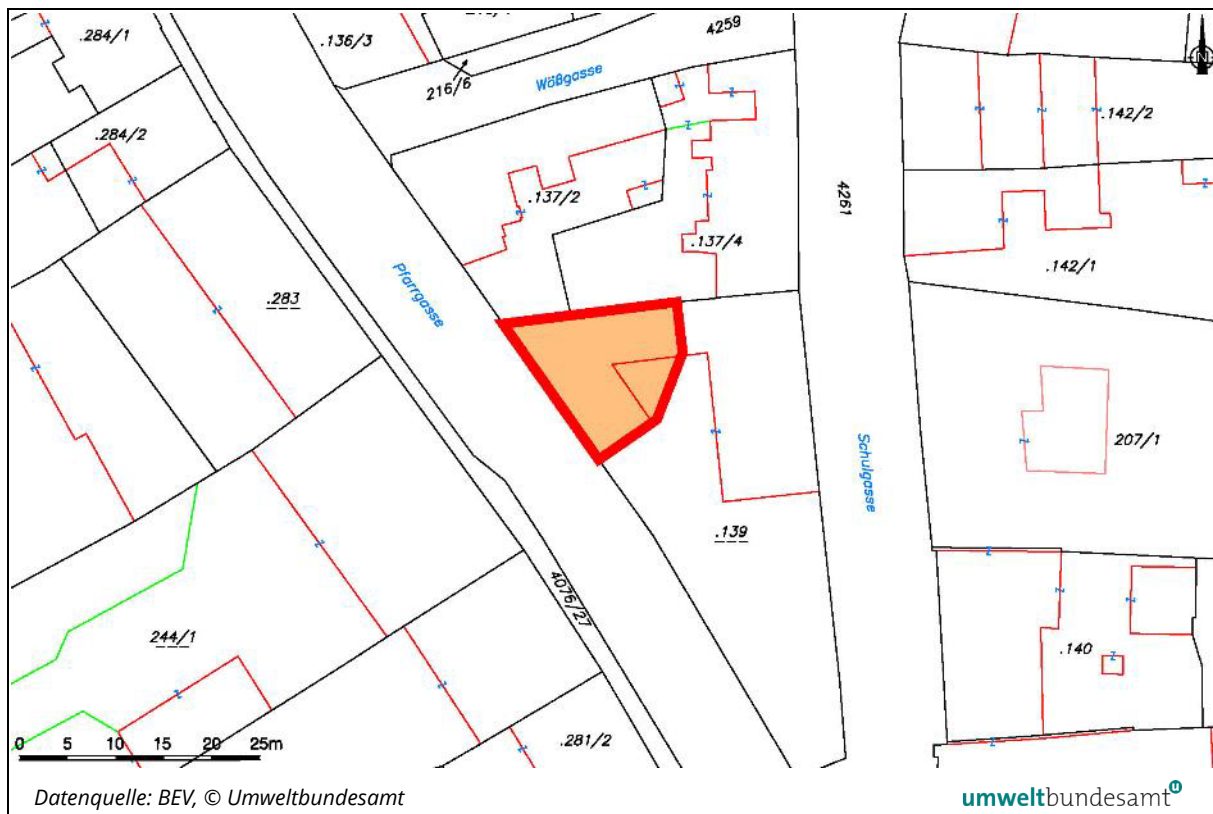 .284/1
.136/3
216/6
4259
Wößgasse
N
.284/2
.142/2
.137/2
4261
.137/4
.142/1
Pfarrgasse
.283
Schulgasse
207/1
.139
4076/27
244/1
.140
.281/2
0 5 10 15 20 25m
Datenquelle: BEV, © Umweltbundesamt
umweltbundesamt